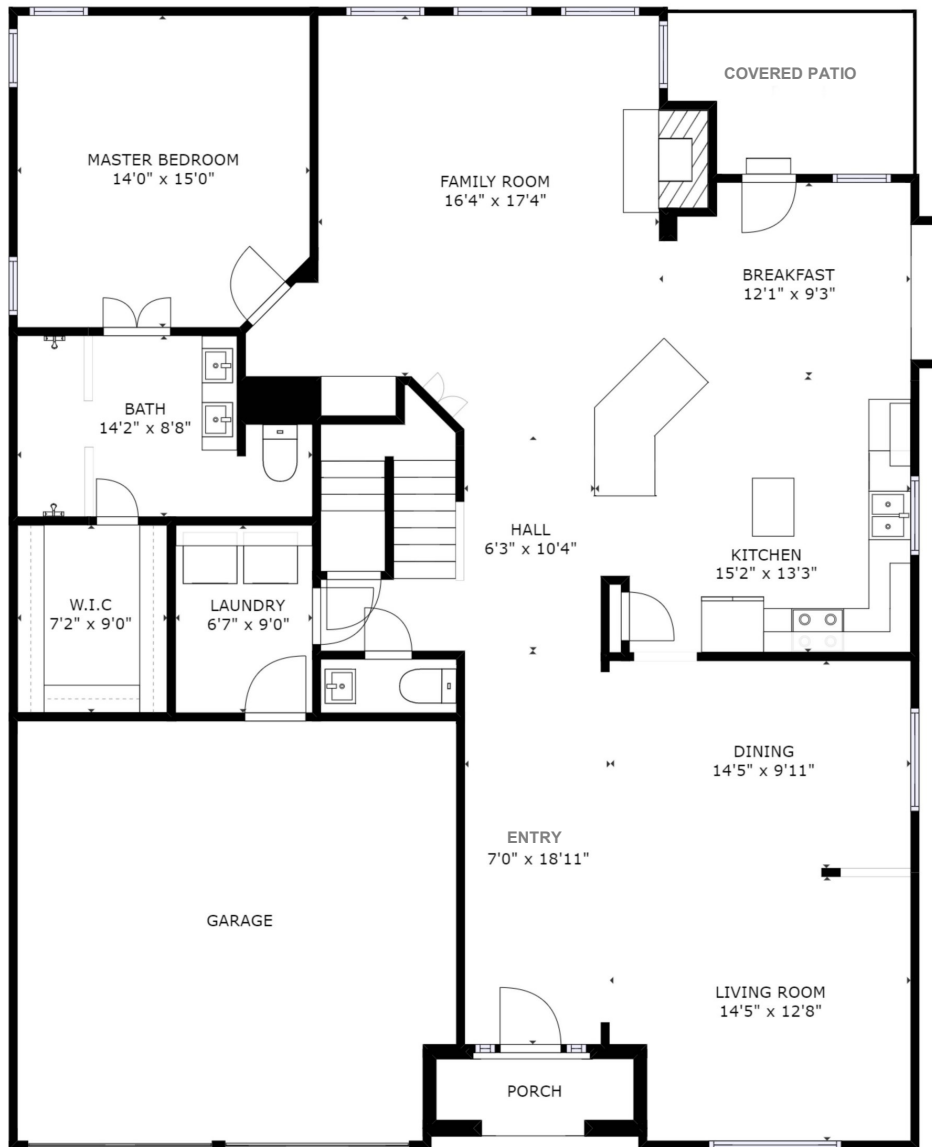 COVERED PATIO
MASTER BEDROOM
14'0" x 15'0"
FAMILY ROOM
16'4" x 17'4"
BREAKFAST
12'1" x 9'3"
BATH
14'2" x 8'8"
HALL
6'3" x 10'4"
KITCHEN
15'2" x 13'3"
W.I.C
7'2" x 9'0"
LAUNDRY
6'7" x 9'0"
DINING
14'5" x 9'11"
ENTRY
7'0" x 18'11"
GARAGE
LIVING ROOM
14'5" x 12'8"
PORCH